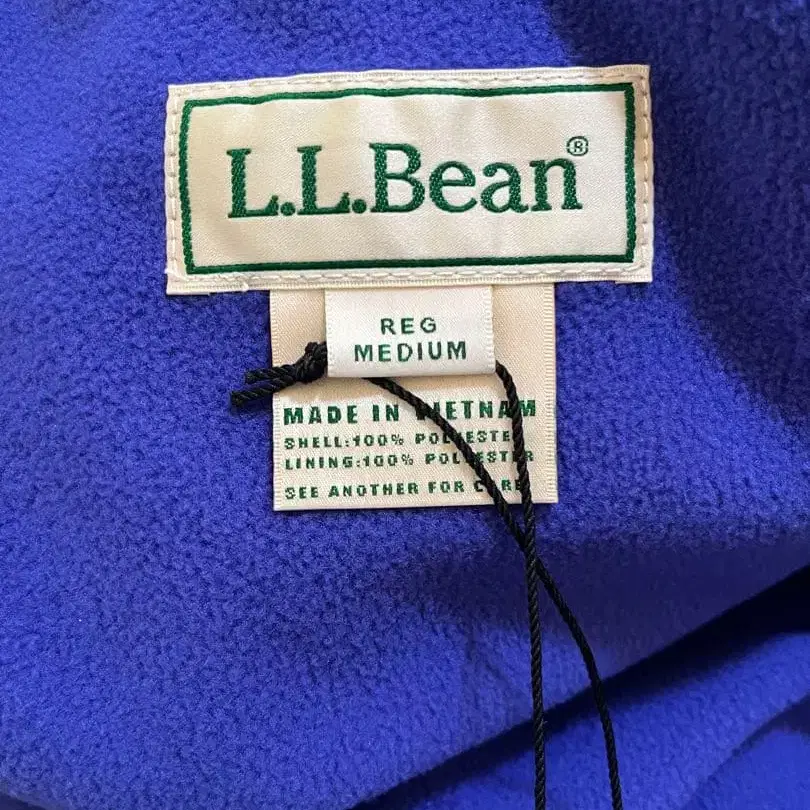 L.L.Bean®
REG
MEDIUM
MADE IN VIETNAM
SHELL:100% POLYESTER
LINING:100% POLYESTER
SEE ANOTHER FOR CARE